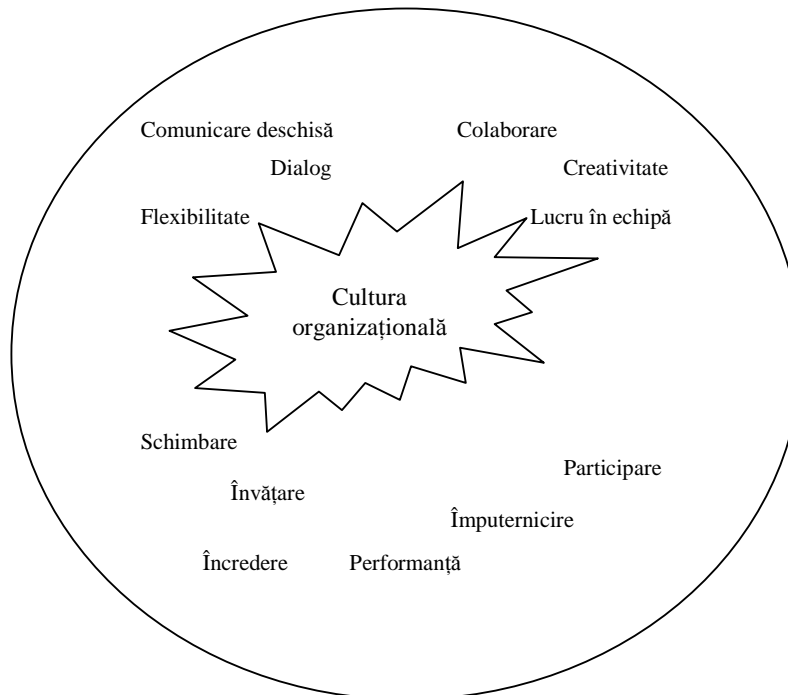 Comunicare deschisă
Colaborare
Dialog
Creativitate
Flexibilitate
Lucru în echipă
Cultura
organizațională
Schimbare
Participare
Învățare
Împuternicire
Încredere
Performanță